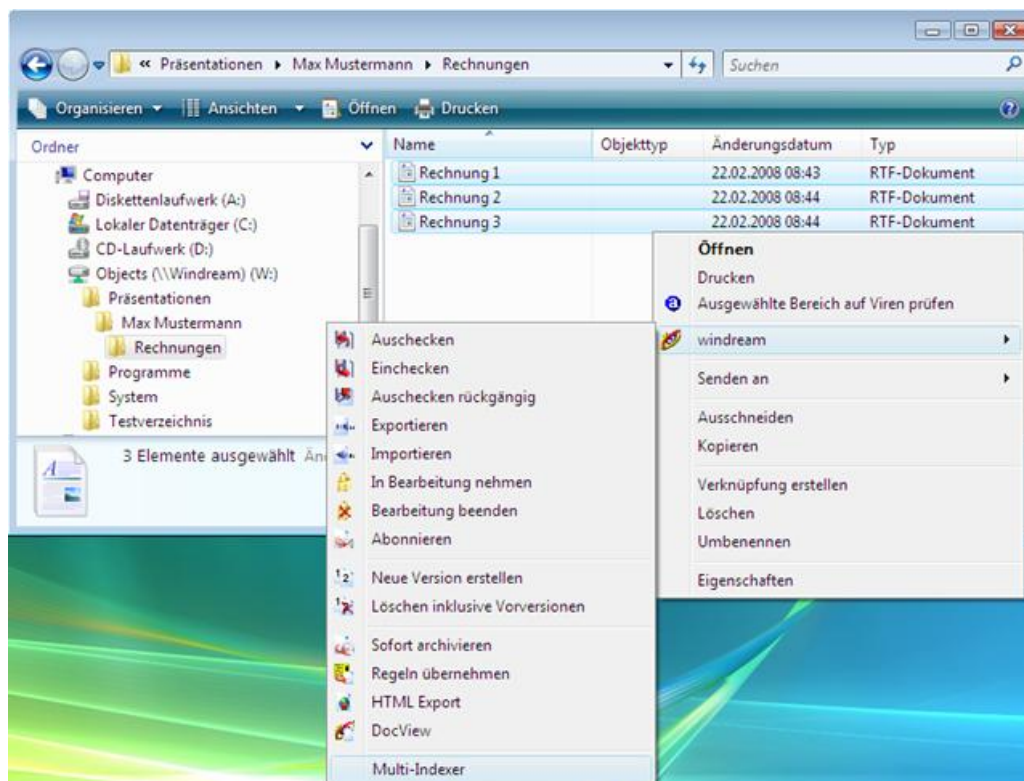 « Präsentationen Max Mustermann Rechnungen
Suchen
Organisieren Ansichten Öffnen Drucken
Ordner
Name Objekttyp Änderungsdatum Typ
Computer
Diskettenlaufwerk (A:)
Lokaler Datenträger (C:)
CD-Laufwerk (D:)
Objects (\\Windream) (W:)
Präsentationen
Max Mustermann
Rechnungen
Programme
System
Testverzeichnis
Rechnung 1 22.02.2008 08:43 RTF-Dokument
Rechnung 2 22.02.2008 08:44 RTF-Dokument
Rechnung 3 22.02.2008 08:44 RTF-Dokument
3 Elemente ausgewählt
Öffnen
Drucken
Ausgewählte Bereich auf Viren prüfen
windream
Senden an
Ausschneiden
Kopieren
Verknüpfung erstellen
Löschen
Umbenennen
Eigenschaften
Auschecken
Einchecken
Auschecken rückgängig
Exportieren
Importieren
In Bearbeitung nehmen
Bearbeitung beenden
Abonnieren
Neue Version erstellen
Löschen inklusive Vorversionen
Sofort archivieren
Regeln übernehmen
HTML Export
DocView
Multi-Indexer